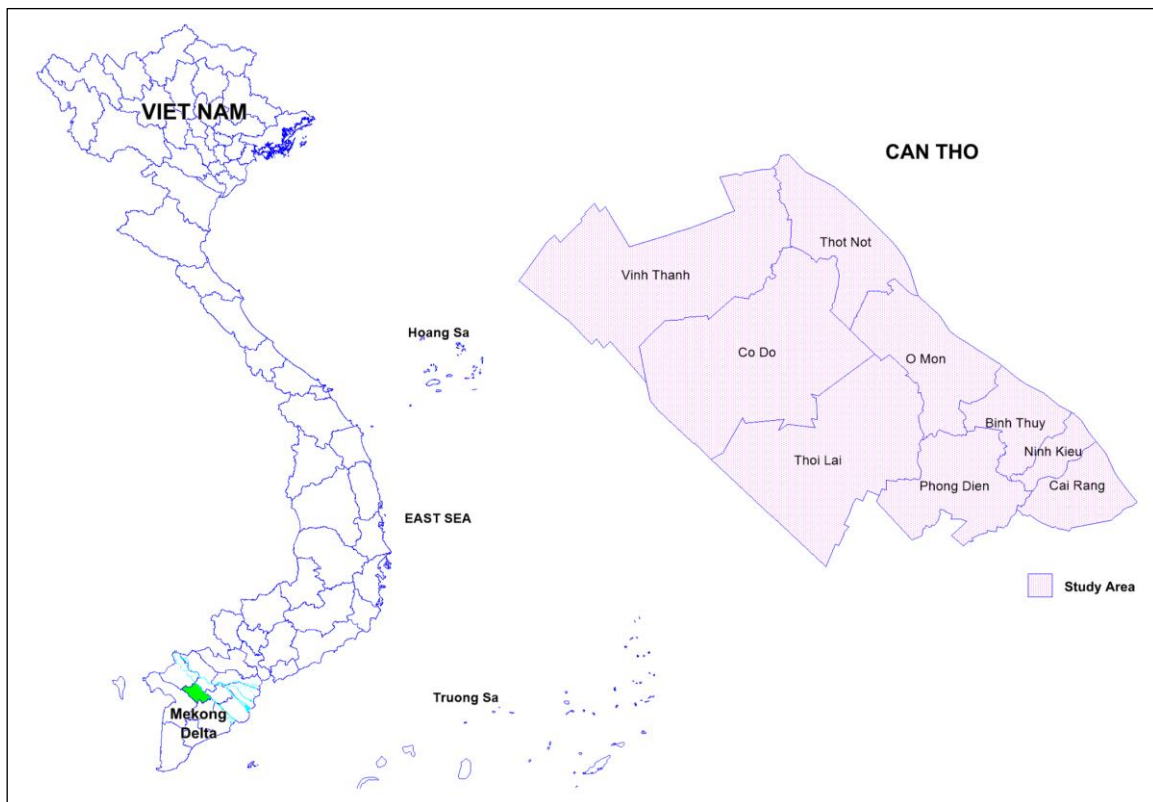 VIET NAM
CAN THO
Thot Not
Vinh Thanh
Hoang Sa
Co Do
O Mon
Binh Thuy
Ninh Kieu
Thoi Lai
Phong Dien
Cai Rang
EAST SEA
Study Area
Truong Sa
Mekong
Delta